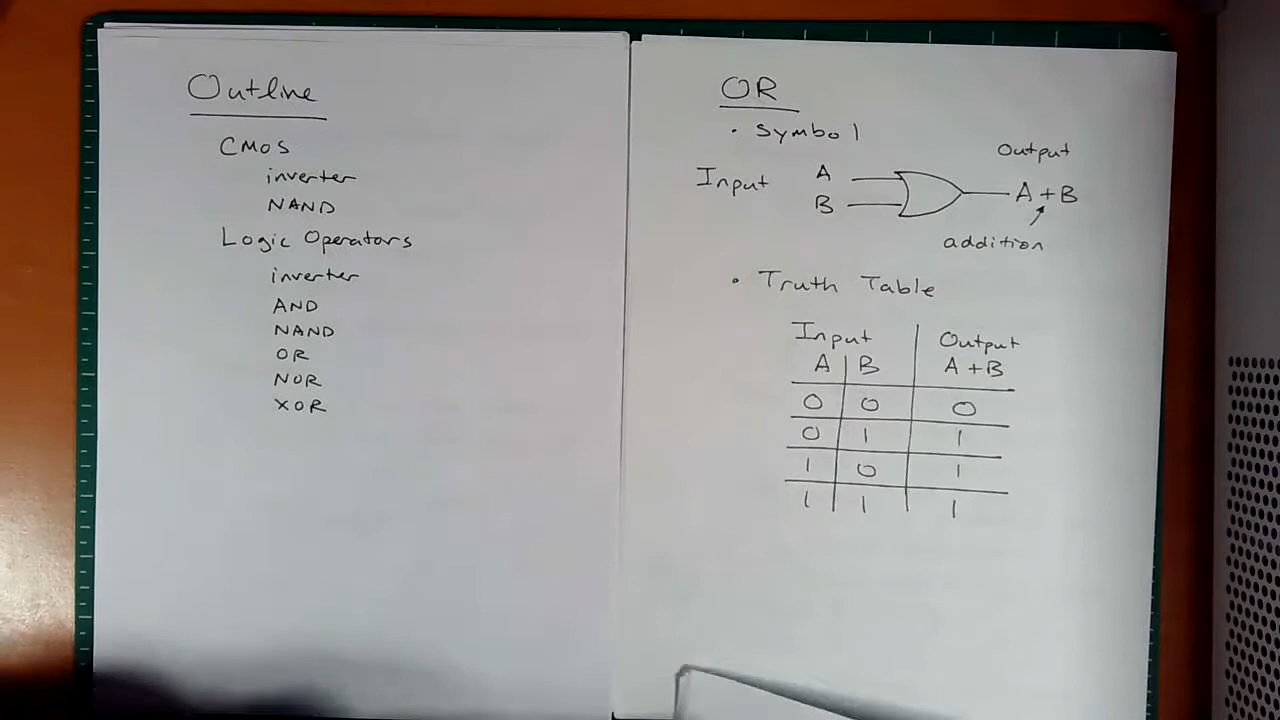 Outline
CMOS
inverter
NAND
Logic Operators
inverter
AND
NAND
OR
NOR
XOR
OR
• Symbol
Output
Input A
B
A + B
addition
• Truth Table
Input Output
A B A + B
0 0 0
0 1 1
1 0 1
1 1 1